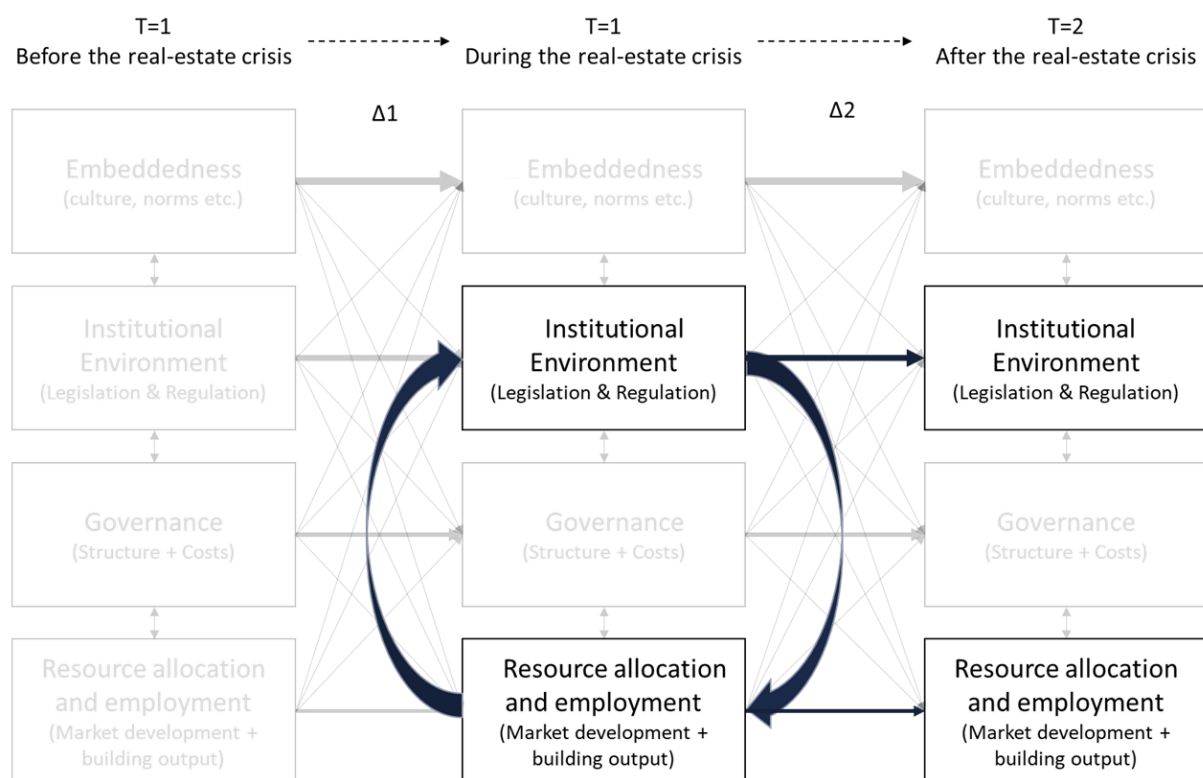 T=1
Before the real-estate crisis
T=1
During the real-estate crisis
T=2
After the real-estate crisis
Δ1
Δ2
Embeddedness
(culture, norms etc.)
Embeddedness
(culture, norms etc.)
Embeddedness
(culture, norms etc.)
Institutional
Environment
(Legislation & Regulation)
Institutional
Environment
(Legislation & Regulation)
Institutional
Environment
(Legislation & Regulation)
Governance
(Structure + Costs)
Governance
(Structure + Costs)
Governance
(Structure + Costs)
Resource allocation
and employment
(Market development +
building output)
Resource allocation
and employment
(Market development +
building output)
Resource allocation
and employment
(Market development +
building output)